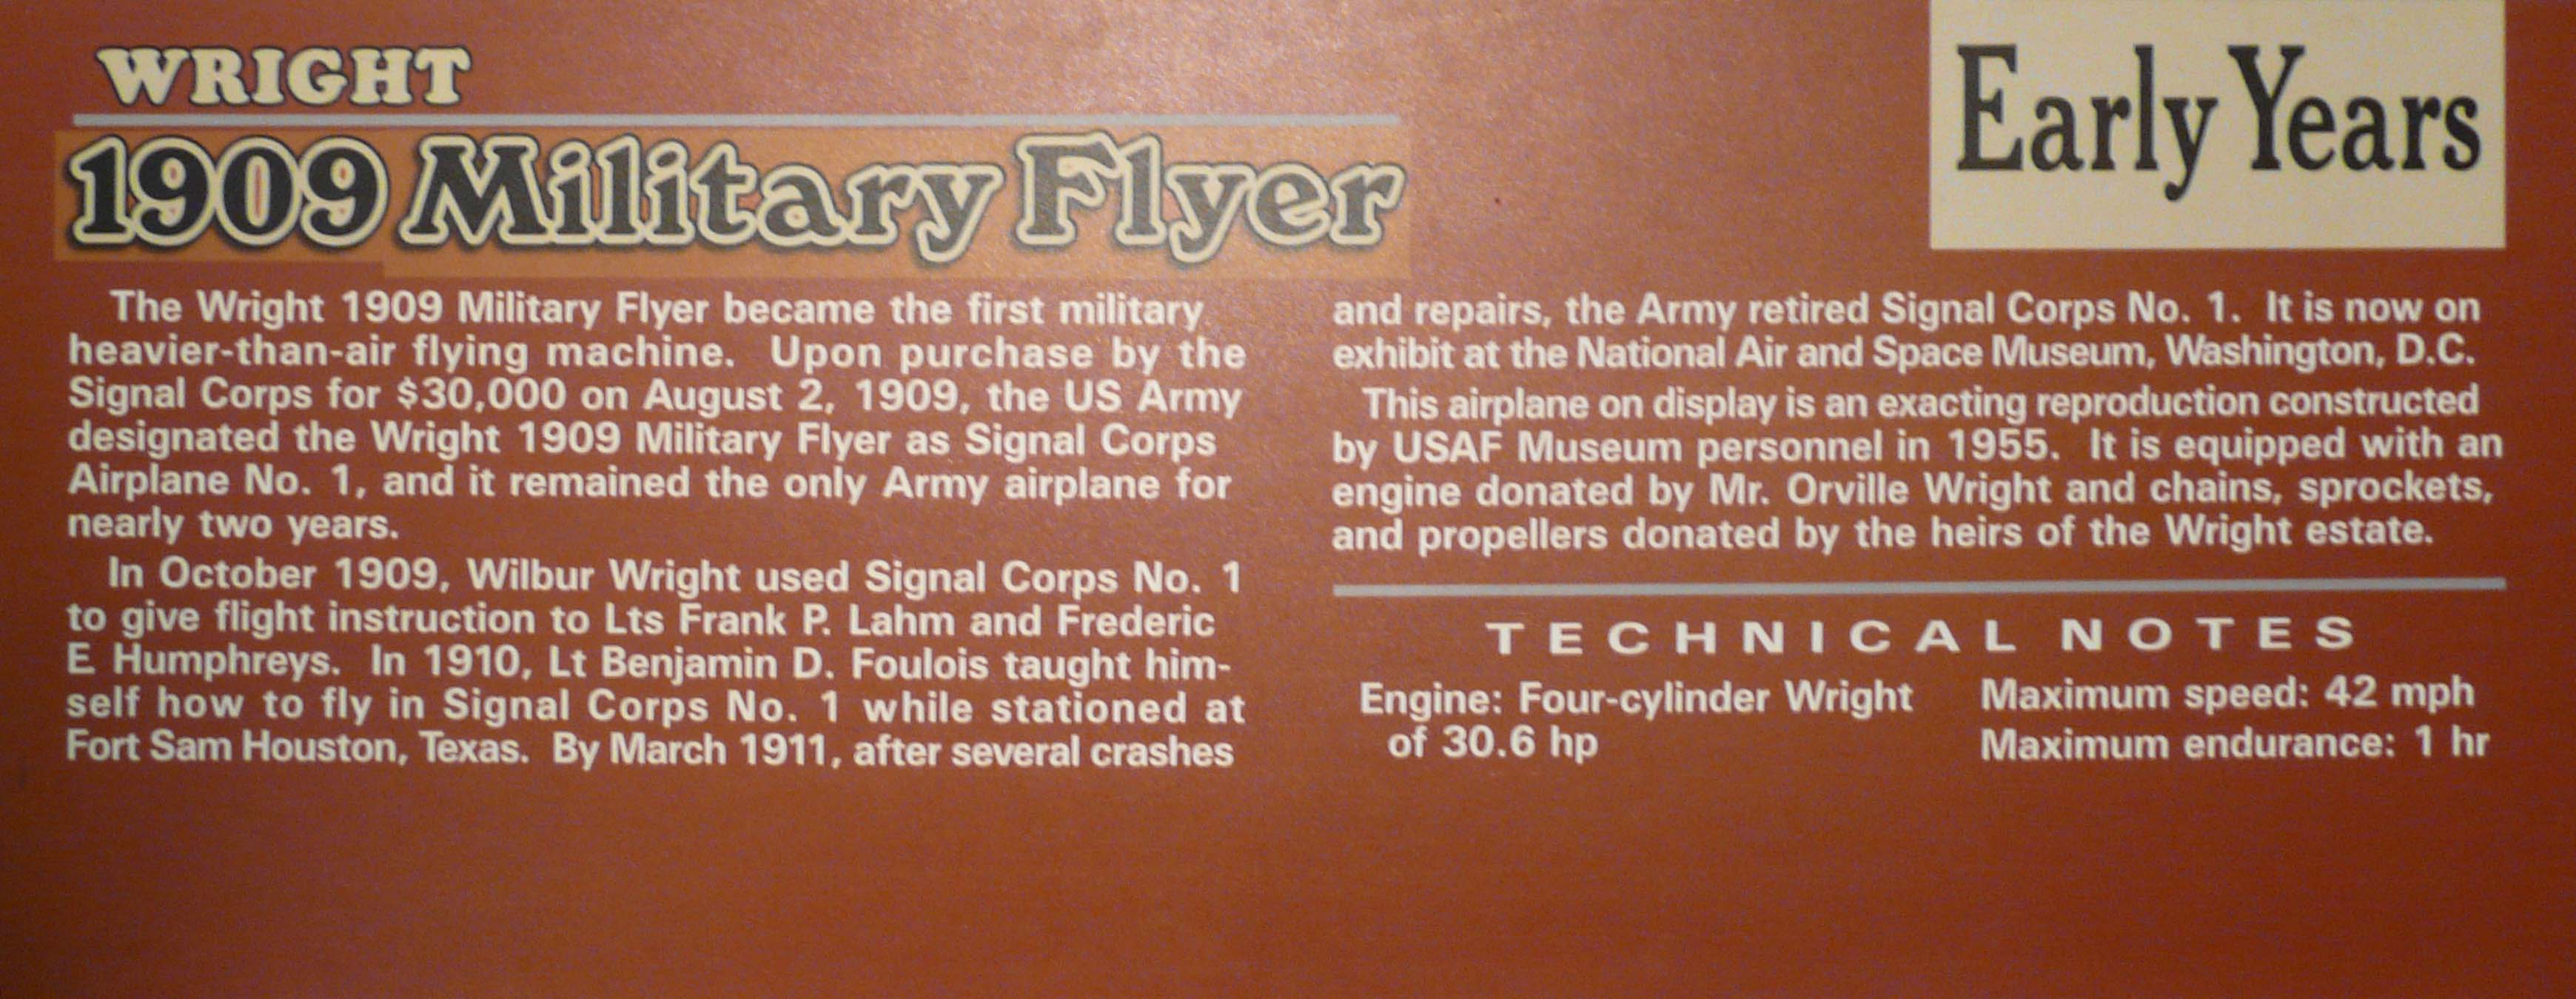 WRIGHT
1909 Military Flyer
Early Years
The Wright 1909 Military Flyer became the first military
heavier-than-air flying machine. Upon purchase by the
Signal Corps for $30,000 on August 2, 1909, the US Army
designated the Wright 1909 Military Flyer as Signal Corps
Airplane No. 1, and it remained the only Army airplane for
nearly two years.
In October 1909, Wilbur Wright used Signal Corps No. 1
to give flight instruction to Lts Frank P. Lahm and Frederic
E Humphreys. In 1910, Lt Benjamin D. Foulois taught him-
self how to fly in Signal Corps No. 1 while stationed at
Fort Sam Houston, Texas. By March 1911, after several crashes
and repairs, the Army retired Signal Corps No. 1. It is now on
exhibit at the National Air and Space Museum, Washington, D.C.
This airplane on display is an exacting reproduction constructed
by USAF Museum personnel in 1955. It is equipped with an
engine donated by Mr. Orville Wright and chains, sprockets,
and propellers donated by the heirs of the Wright estate.
TECHNICAL NOTES
Engine: Four-cylinder Wright
of 30.6 hp
Maximum speed: 42 mph
Maximum endurance: 1 hr